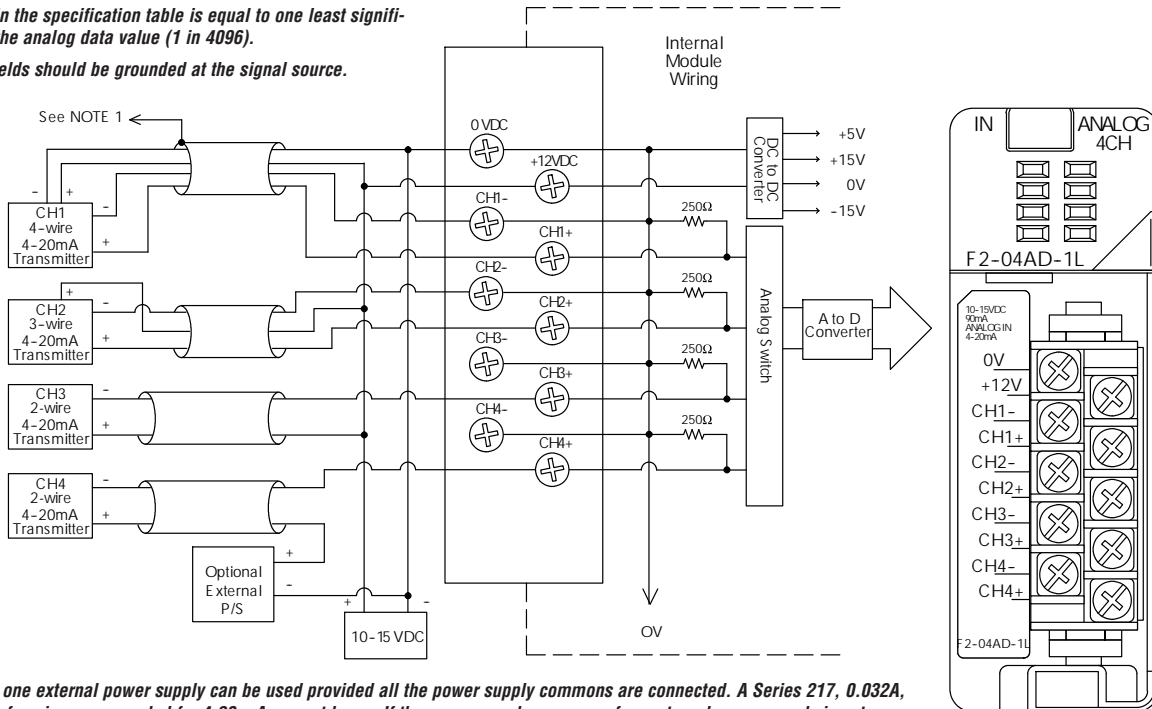 in the specification table is equal to one least signifi-
the analog data value (1 in 4096).
elds should be grounded at the signal source.
See NOTE 1
Internal
Module
Wiring
0 VDC
+12VDC
CH1-
CH1+
CH2-
CH2+
CH3-
CH3+
CH4-
CH4+
- +
-
+
CH1
4-wire
4-20mA
Transmitter
+
-
+
CH2
3-wire
4-20mA
Transmitter
-
+
CH3
2-wire
4-20mA
Transmitter
-
+
CH4
2-wire
4-20mA
Transmitter
+
-
Optional
External
P/S
+ -
10-15 VDC
250Ω
250Ω
250Ω
250Ω
DC to DC
Converter
+5V
+15V
0V
-15V
Analog Switch
A to D
Converter
0V
IN
ANALOG
4CH
F2-04AD-1L
10-15VDC
90mA
ANALOG IN
4-20mA
0V
+12V
CH1-
CH1+
CH2-
CH2+
CH3-
CH3+
CH4-
CH4+
F2-04AD-1L
one external power supply can be used provided all the power supply commons are connected. A Series 217, 0.032A,